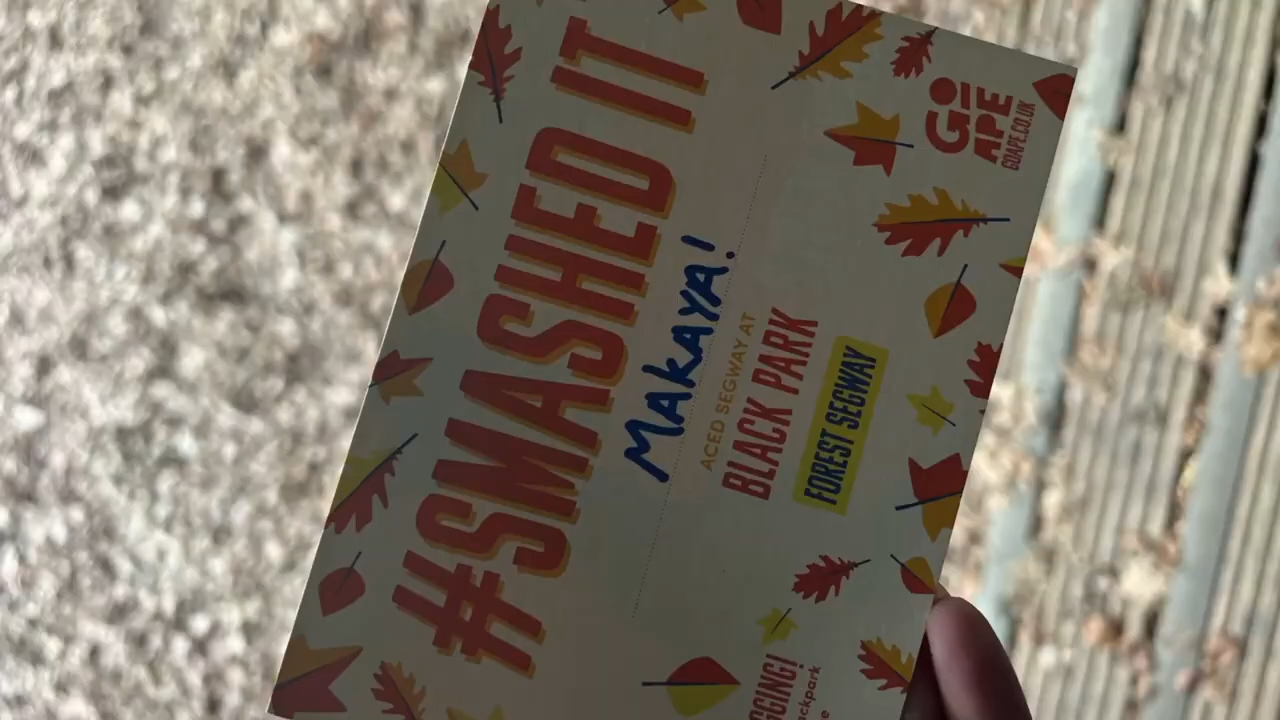 #SMASHED IT
MAKAYA!
ACED SEGWAY AT
BLACK PARK
FOREST SEGWAY
GO
APE
GOAPE.CO.UK